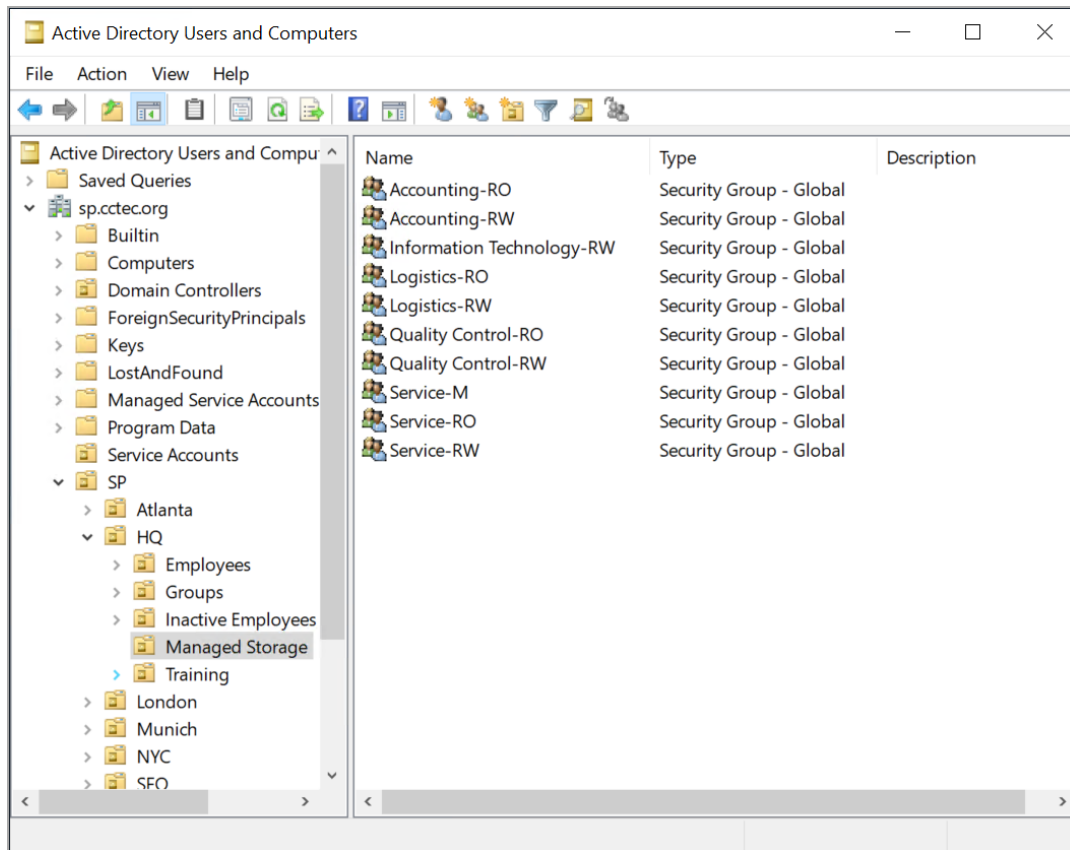 Active Directory Users and Computers
File Action View Help
Active Directory Users and Compu
Saved Queries
sp.cctec.org
Builtin
Computers
Domain Controllers
ForeignSecurityPrincipals
Keys
LostAndFound
Managed Service Accounts
Program Data
Service Accounts
SP
Atlanta
HQ
Employees
Groups
Inactive Employees
Managed Storage
Training
London
Munich
NYC
SFO
Name Type Description
Accounting-RO Security Group - Global
Accounting-RW Security Group - Global
Information Technology-RW Security Group - Global
Logistics-RO Security Group - Global
Logistics-RW Security Group - Global
Quality Control-RO Security Group - Global
Quality Control-RW Security Group - Global
Service-M Security Group - Global
Service-RO Security Group - Global
Service-RW Security Group - Global